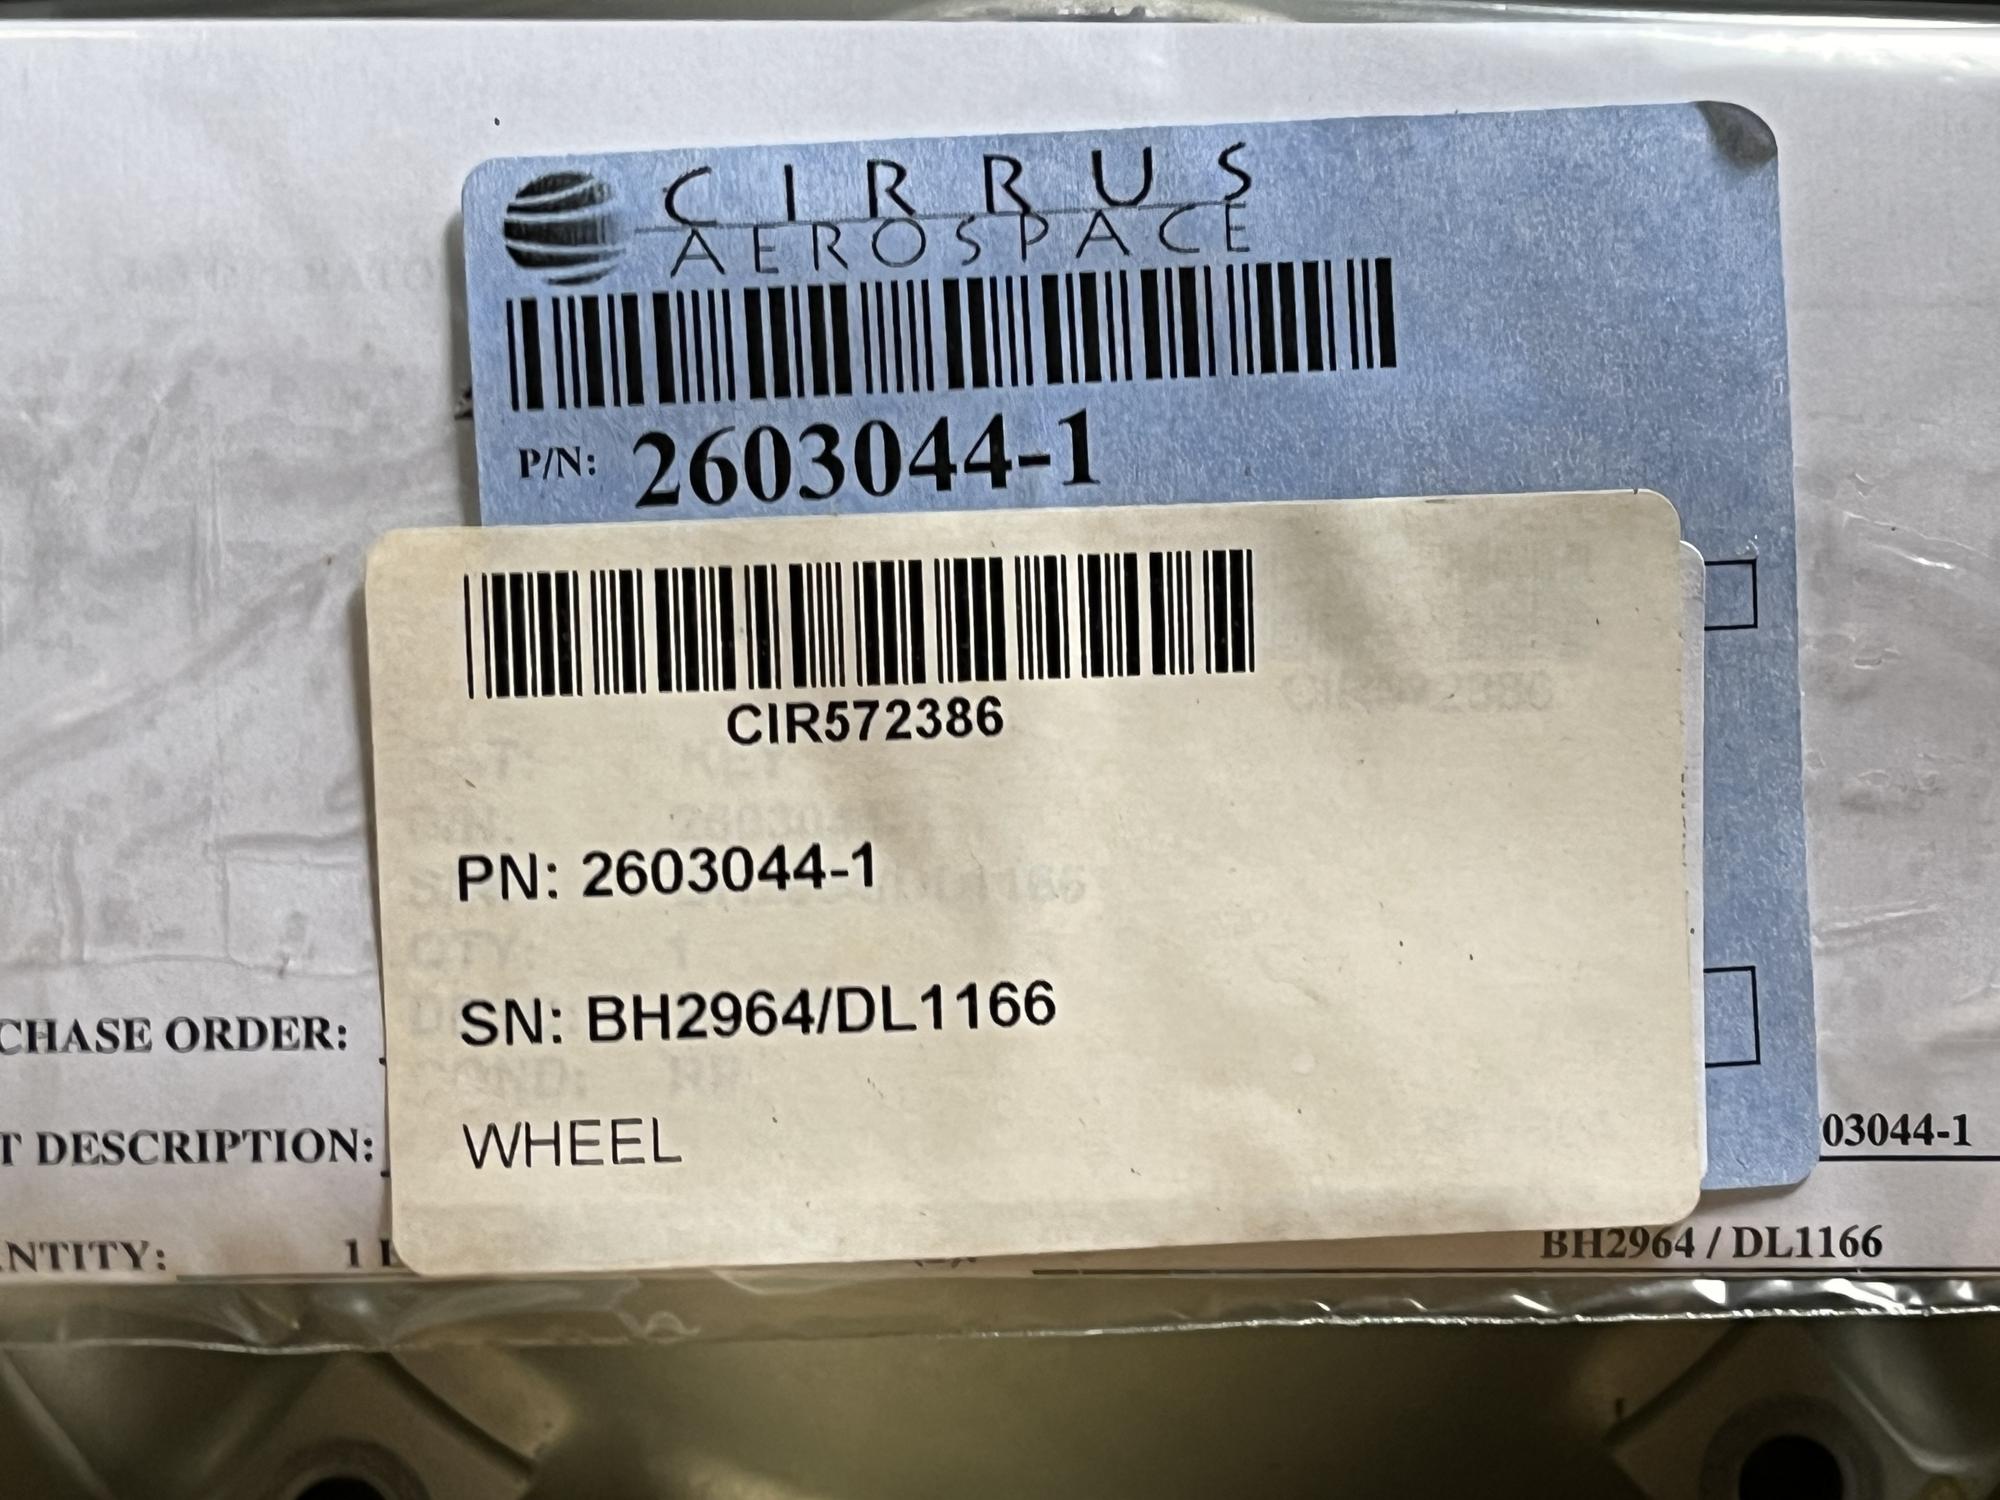 CIRRUS
AEROSPACE
P/N: 2603044-1
CIR572386
PN: 2603044-1
SN: BH2964/DL1166
WHEEL
CHASE ORDER:
T DESCRIPTION:
03044-1
NTITY: 1
BH2964 / DL1166